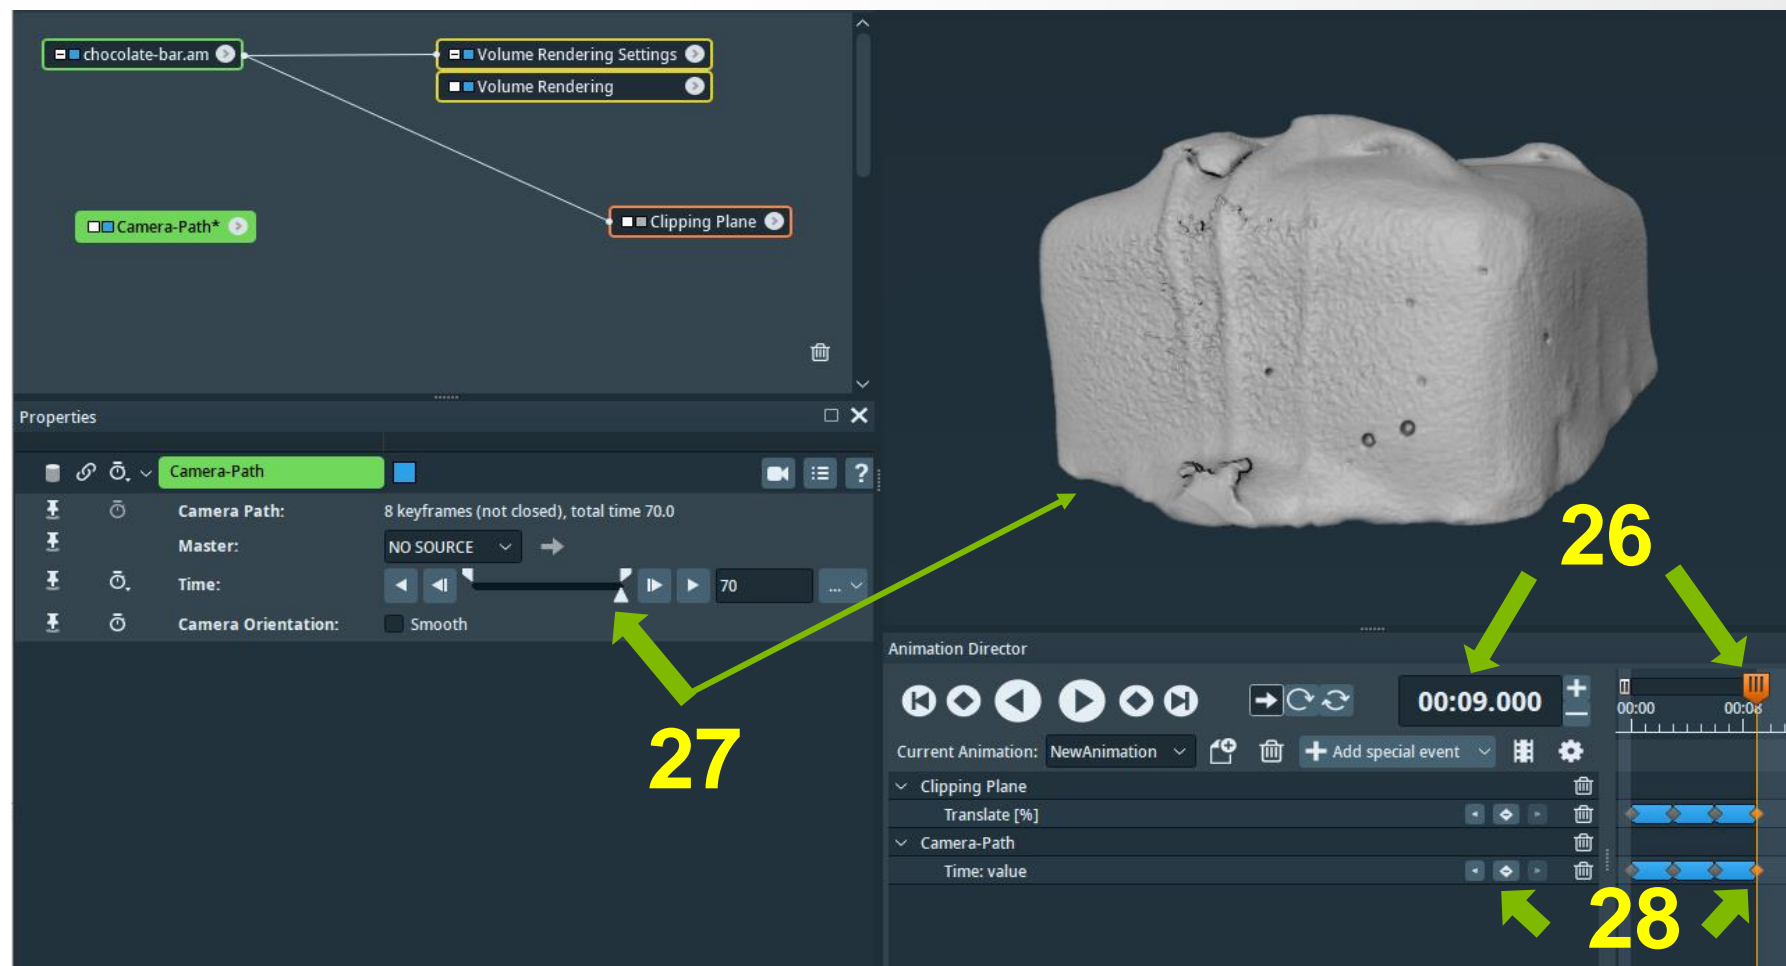 chocolate-bar.am
Volume Rendering Settings
Volume Rendering
Camera-Path*
Clipping Plane
Properties
Camera-Path
?
Camera Path: 8 keyframes (not closed), total time 70.0
Master: NO SOURCE
Time: 70 ...
Camera Orientation: Smooth
27
26
Animation Director
00:09.000
00:00 00:08
Current Animation: NewAnimation Add special event
Clipping Plane
Translate [%]
Camera-Path
Time: value
28